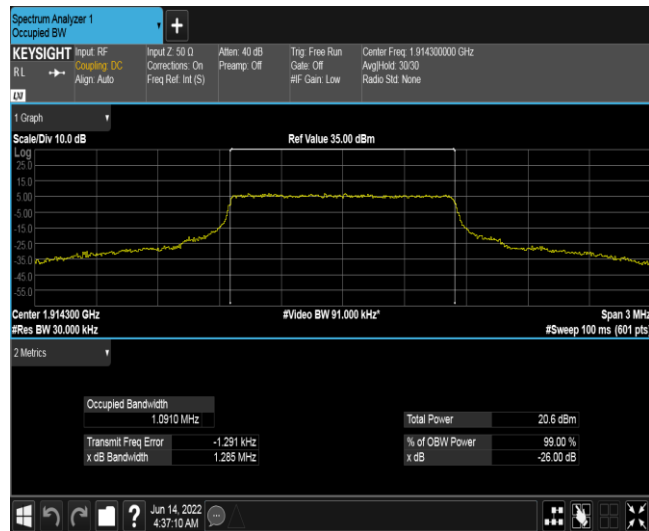 Spectrum Analyzer 1
Occupied BW
+
KEYSIGHT
RL
LXI
Input: RF
Coupling: DC
Align: Auto
Input Z: 50 Ω
Corrections: On
Freq Ref: Int (S)
Atten: 40 dB
Preamp: Off
Trig: Free Run
Gate: Off
#IF Gain: Low
Center Freq: 1.914300000 GHz
Avg|Hold: 30/30
Radio Std: None
1 Graph
Scale/Div 10.0 dB
Ref Value 35.00 dBm
Log
25.0
15.0
5.00
-5.00
-15.0
-25.0
-35.0
-45.0
-55.0
Center 1.914300 GHz
#Video BW 91.000 kHz*
Span 3 MHz
#Res BW 30.000 kHz
#Sweep 100 ms (601 pts)
2 Metrics
Occupied Bandwidth
1.0910 MHz
Total Power 20.6 dBm
Transmit Freq Error -1.291 kHz
% of OBW Power 99.00 %
x dB Bandwidth 1.285 MHz
x dB -26.00 dB
?
Jun 14, 2022
4:37:10 AM